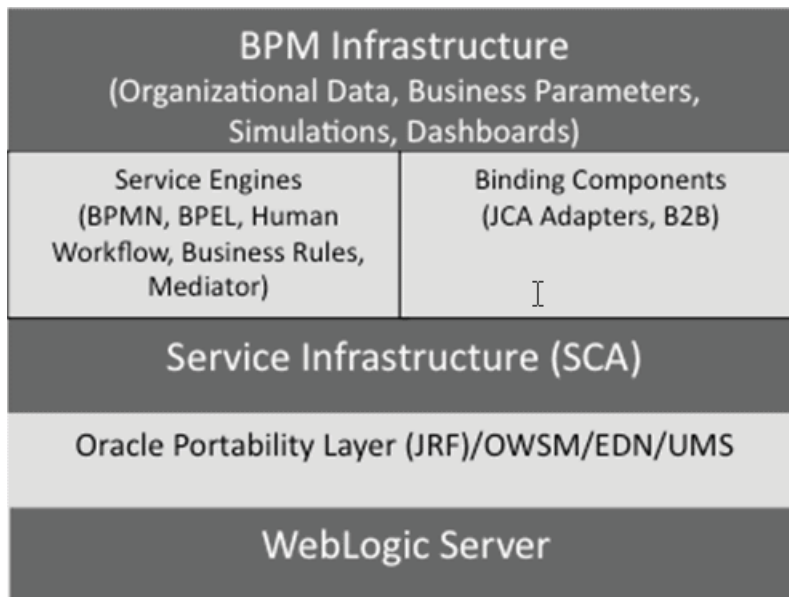 BPM Infrastructure
(Organizational Data, Business Parameters,
Simulations, Dashboards)
Service Engines
(BPMN, BPEL, Human
Workflow, Business Rules,
Mediator)
Binding Components
(JCA Adapters, B2B)
Service Infrastructure (SCA)
Oracle Portability Layer (JRF)/OWSM/EDN/UMS
WebLogic Server